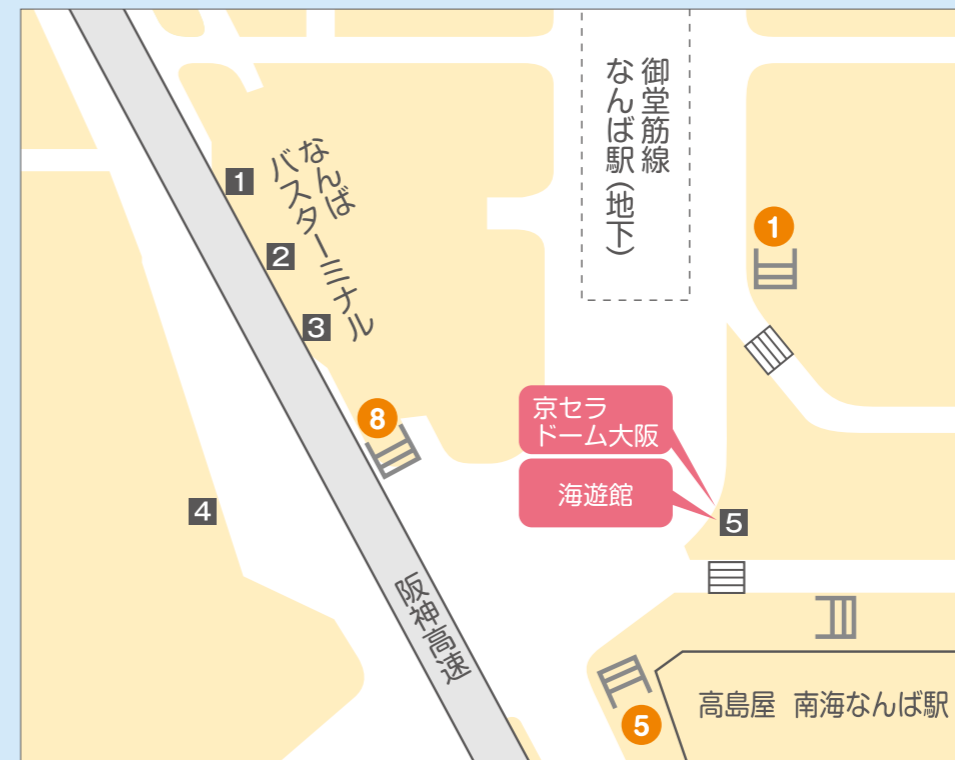 御堂筋線
なんば駅(地下)
なんば
バスターミナル
1
2
3
1
8
京セラ
ドーム大阪
海遊館
4
5
阪神高速
5
高島屋 南海なんば駅